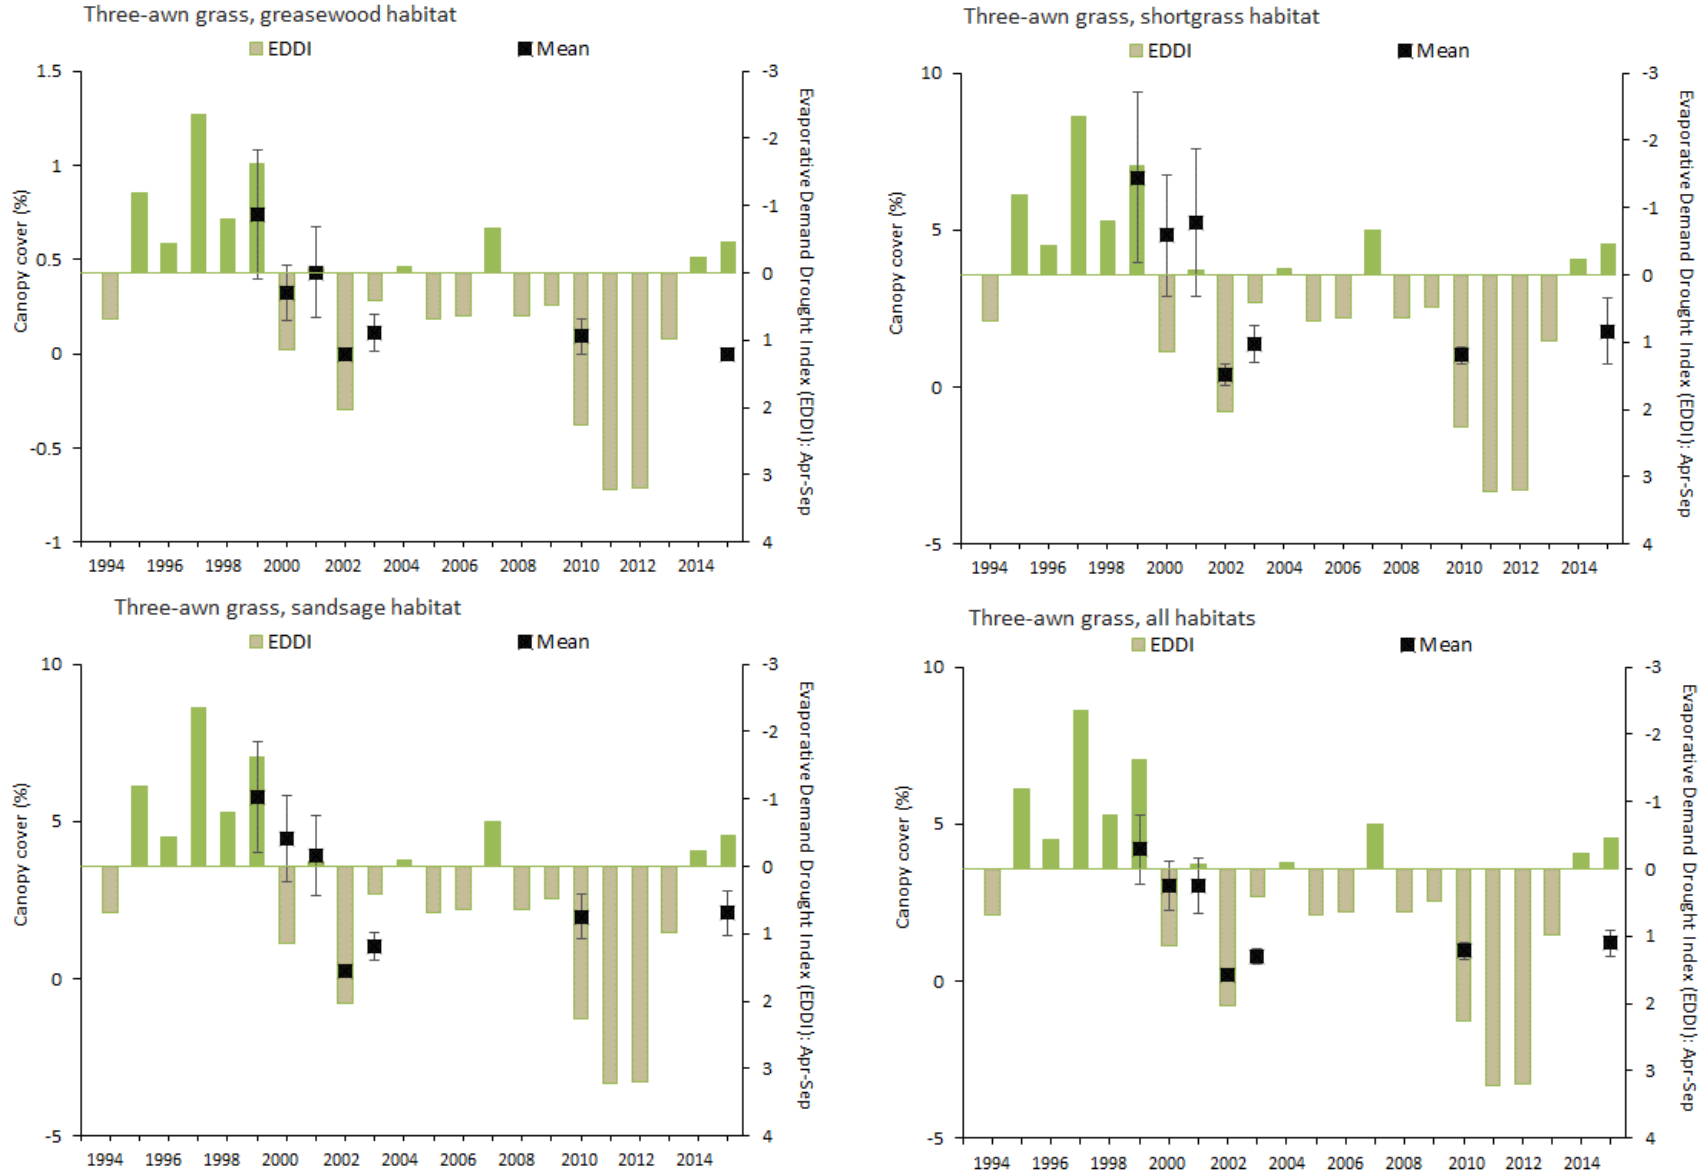 Three-awn grass, greasewood habitat
EDDI
Mean
1.5
1
0.5
0
-0.5
-1
Canopy cover (%)
-3
-2
-1
0
1
2
3
4
Evaporative Demand Drought Index (EDDI): Apr-Sep
1994 1996 1998 2000 2002 2004 2006 2008 2010 2012 2014
Three-awn grass, shortgrass habitat
EDDI
Mean
10
5
0
-5
Canopy cover (%)
-3
-2
-1
0
1
2
3
4
Evaporative Demand Drought Index (EDDI): Apr-Sep
1994 1996 1998 2000 2002 2004 2006 2008 2010 2012 2014
Three-awn grass, sandsage habitat
EDDI
Mean
10
5
0
-5
Canopy cover (%)
-3
-2
-1
0
1
2
3
4
Evaporative Demand Drought Index (EDDI): Apr-Sep
1994 1996 1998 2000 2002 2004 2006 2008 2010 2012 2014
Three-awn grass, all habitats
EDDI
Mean
10
5
0
-5
Canopy cover (%)
-3
-2
-1
0
1
2
3
4
Evaporative Demand Drought Index (EDDI): Apr-Sep
1994 1996 1998 2000 2002 2004 2006 2008 2010 2012 2014